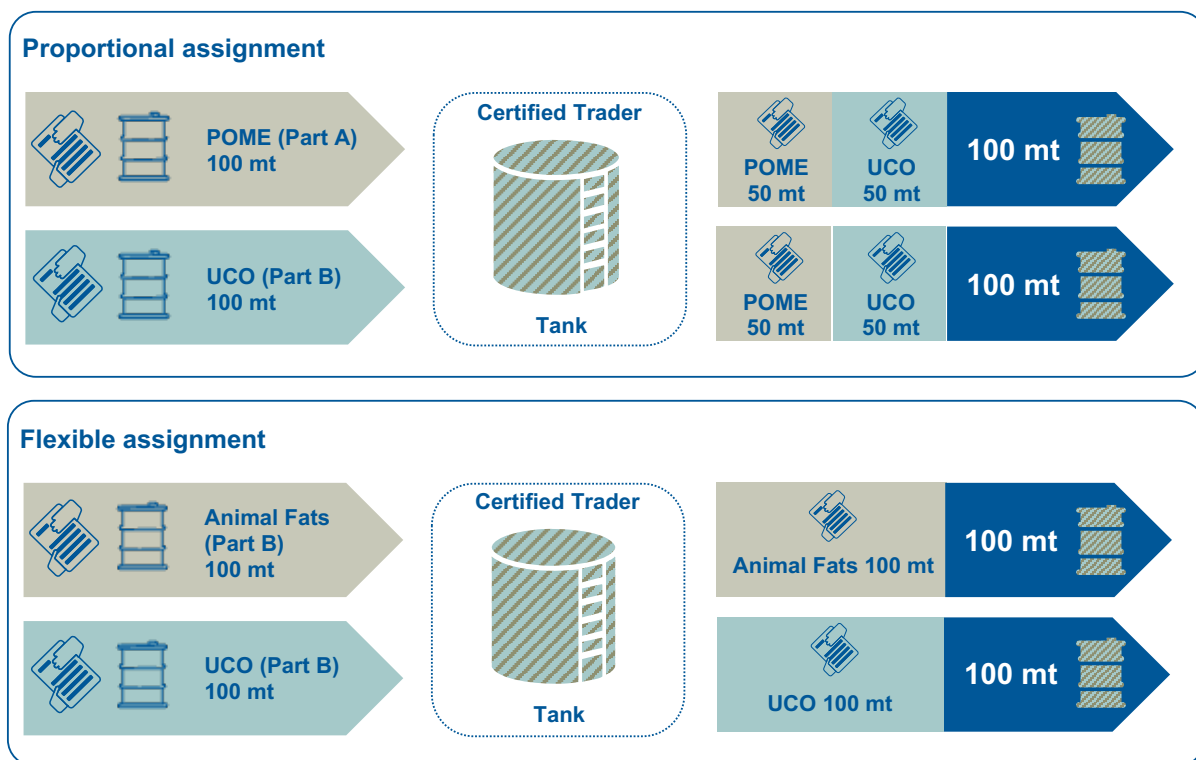 Proportional assignment
POME (Part A)
100 mt
Certified Trader
Tank
UCO (Part B)
100 mt
POME
50 mt
UCO
50 mt
100 mt
POME
50 mt
UCO
50 mt
100 mt
Flexible assignment
Animal Fats
(Part B)
100 mt
Certified Trader
Tank
UCO (Part B)
100 mt
Animal Fats 100 mt
100 mt
UCO 100 mt
100 mt